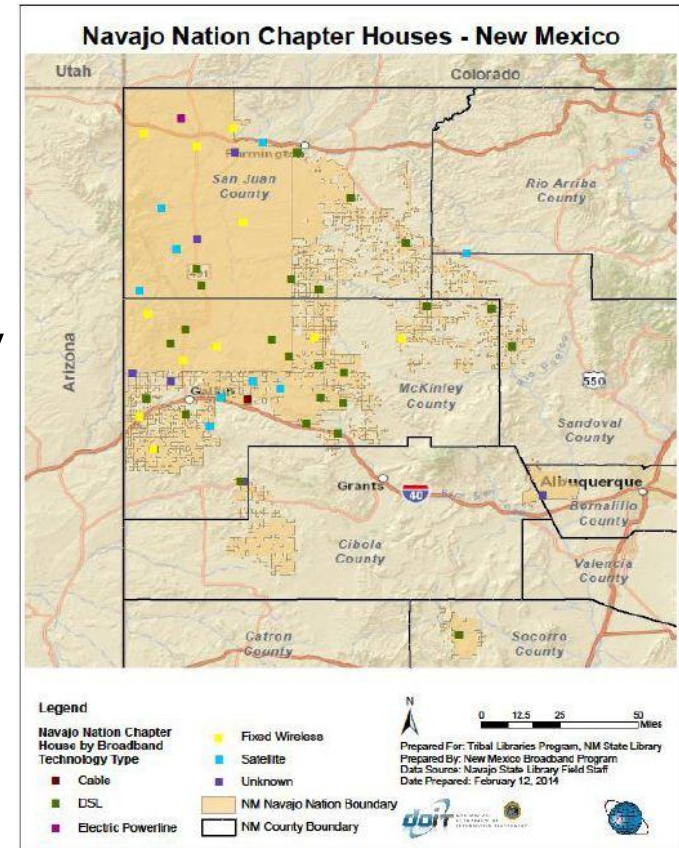 Navajo Nation Chapter Houses - New Mexico
Utah
Colorado
Farmington
San Juan
County
Rio Arriba
County
491
Arizona
y
Gallup
McKinley
County
550
Sandoval
County
Grants
40
Albuquerque
Bernalillo
County
Cibola
County
Valencia
County
Catron
County
Socorro
County
Legend
Navajo Nation Chapter
House by Broadband
Technology Type
Cable
DSL
Electric Powerline
Fixed Wireless
Satellite
Unknown
NM Navajo Nation Boundary
NM County Boundary
N
0 12.5 25 50
Miles
Prepared For: Tribal Libraries Program, NM State Library
Prepared By: New Mexico Broadband Program
Data Source: Navajo State Library Field Staff
Date Prepared: February 12, 2014
doit